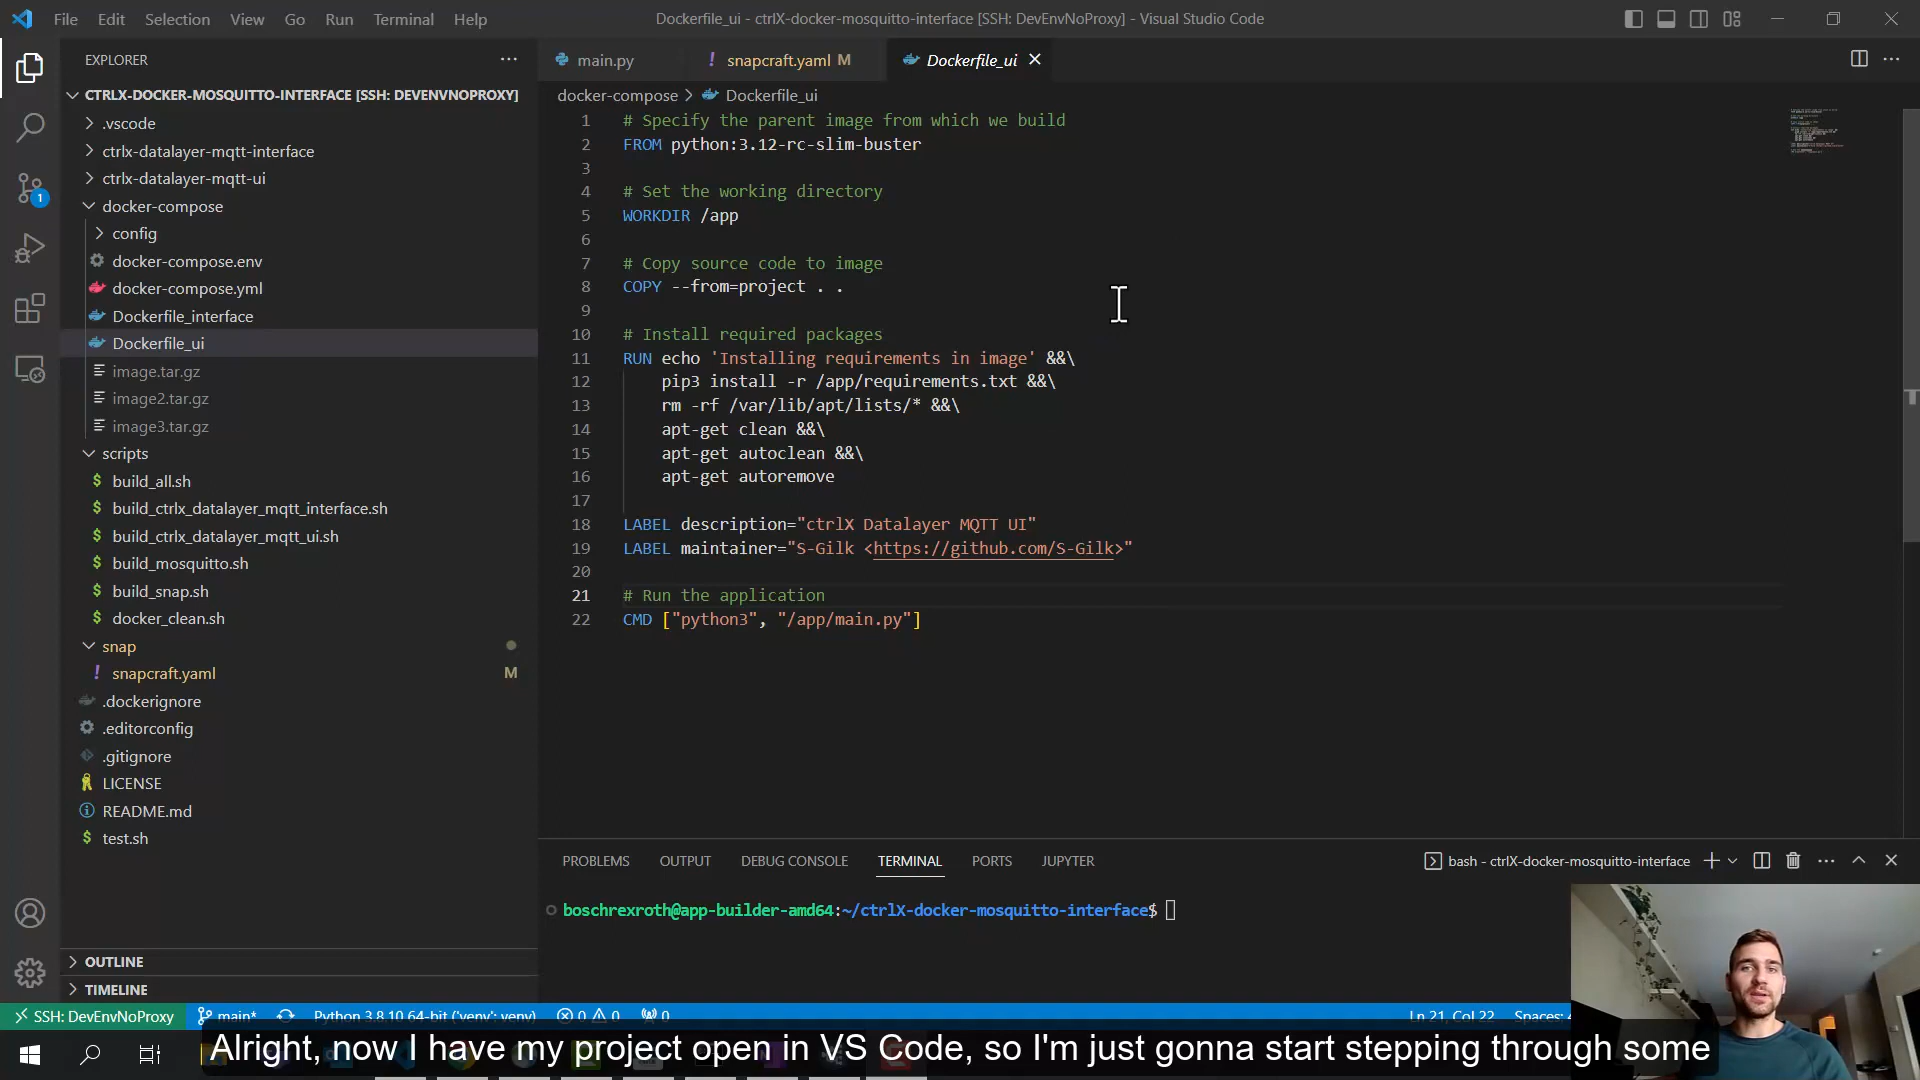 File Edit Selection View Go Run Terminal Help
Dockerfile_ui - ctrlX-docker-mosquitto-interface [SSH: DevEnvNoProxy] - Visual Studio Code
EXPLORER
main.py
! snapcraft.yaml M
Dockerfile_ui
docker-compose > Dockerfile_ui
CTRLX-DOCKER-MOSQUITTO-INTERFACE [SSH: DEVENVNOPROXY]
.vscode
ctrlx-datalayer-mqtt-interface
ctrlx-datalayer-mqtt-ui
docker-compose
config
docker-compose.env
docker-compose.yml
Dockerfile_interface
Dockerfile_ui
image.tar.gz
image2.tar.gz
image3.tar.gz
scripts
$ build_all.sh
$ build_ctrlx_datalayer_mqtt_interface.sh
$ build_ctrlx_datalayer_mqtt_ui.sh
$ build_mosquitto.sh
$ build_snap.sh
$ docker_clean.sh
snap
! snapcraft.yaml M
.dockerignore
.editorconfig
.gitignore
LICENSE
README.md
$ test.sh
OUTLINE
TIMELINE
1
1 # Specify the parent image from which we build
2 FROM python:3.12-rc-slim-buster
3
4 # Set the working directory
5 WORKDIR /app
6
7 # Copy source code to image
8 COPY --from=project . .
9
10 # Install required packages
11 RUN echo 'Installing requirements in image' &&\
12 pip3 install -r /app/requirements.txt &&\
13 rm -rf /var/lib/apt/lists/* &&\
14 apt-get clean &&\
15 apt-get autoclean &&\
16 apt-get autoremove
17
18 LABEL description="ctrlX Datalayer MQTT UI"
19 LABEL maintainer="S-Gilk <https://github.com/S-Gilk>"
20
21 # Run the application
22 CMD ["python3", "/app/main.py"]
PROBLEMS OUTPUT DEBUG CONSOLE TERMINAL PORTS JUPYTER
bash - ctrlX-docker-mosquitto-interface
boschrexroth@app-builder-amd64:~/ctrlX-docker-mosquitto-interface$
SSH: DevEnvNoProxy main* Python 3.8.10 64-bit ('venv': venv) 0 0 0 Ln 21, Col 22 Spaces:
Alright, now I have my project open in VS Code, so I'm just gonna start stepping through some